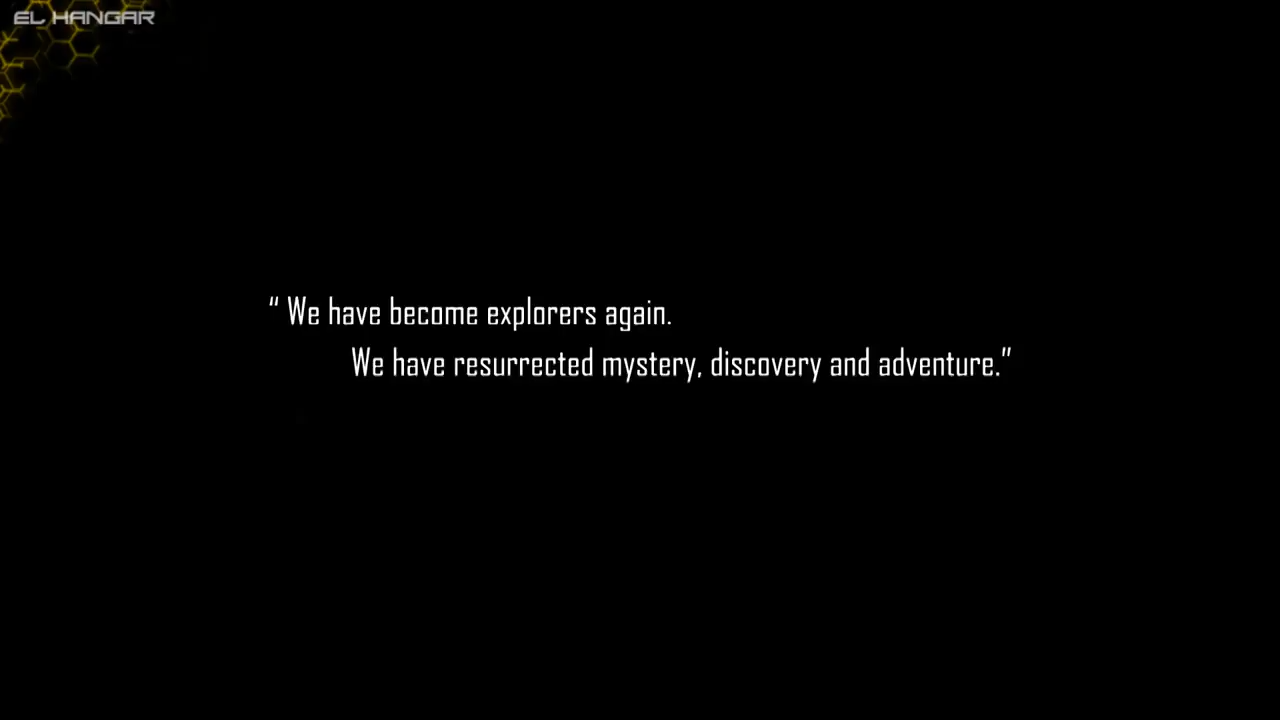 EL HANGAR
“ We have become explorers again.
We have resurrected mystery, discovery and adventure.”